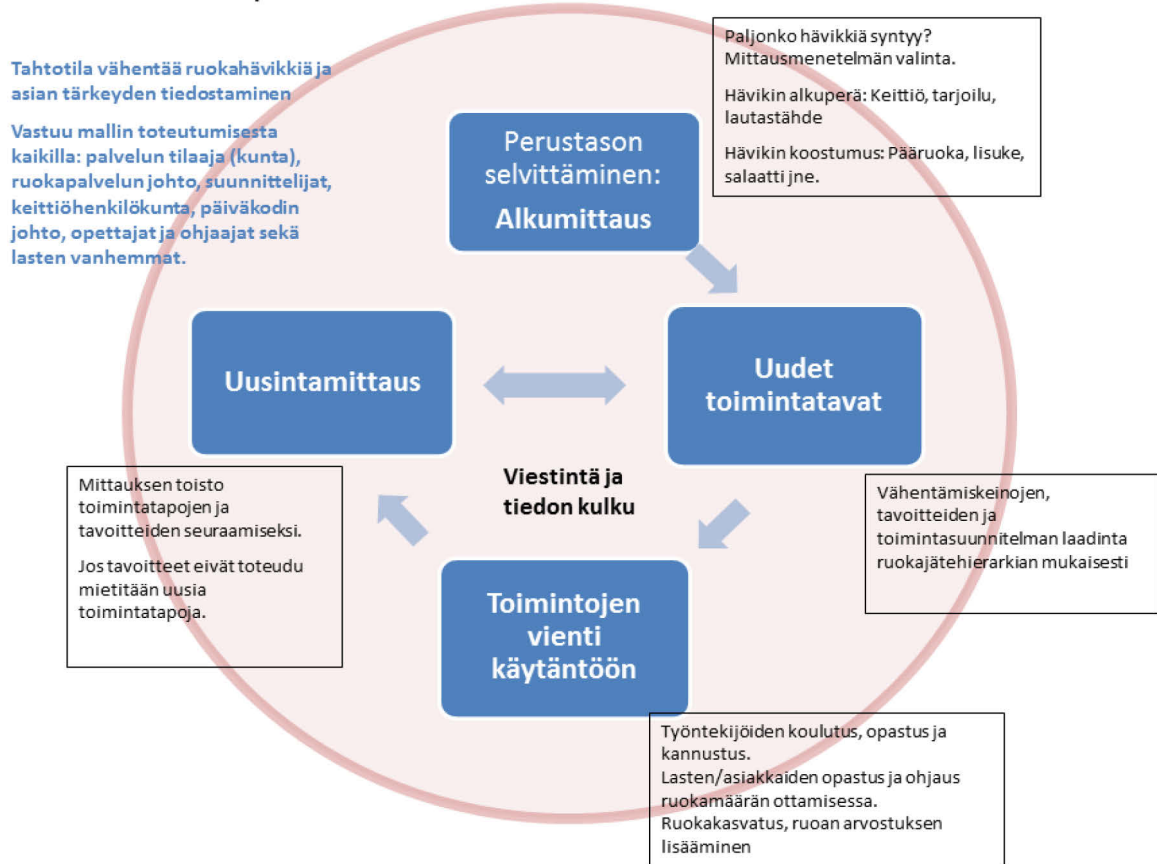 Tahtotila vähentää ruokahävikkiä ja
asian tärkeyden tiedostaminen
Vastuu mallin toteutumisesta
kaikilla: palvelun tilaaja (kunta),
ruokapalvelun johto, suunnittelijat,
keittiöhenkilökunta, päiväkodin
johto, opettajat ja ohjaajat sekä
lasten vanhemmat.
Perustason
selvittäminen:
Alkumittaus
Paljonko hävikkiä syntyy?
Mittausmenetelmän valinta.
Hävikin alkuperä: Keittiö, tarjoilu,
lautastähde
Hävikin koostumus: Pääruoka, lisuke,
salaatti jne.
Uusintamittaus
Uudet
toimintatavat
Viestintä ja
tiedon kulku
Mittauksen toisto
toimintatapojen ja
tavoitteiden seuraamiseksi.
Jos tavoitteet eivät toteudu
mietitään uusia
toimintatapoja.
Vähentämiskeinojen,
tavoitteiden ja
toimintasuunnitelman laadinta
ruokajätehierarkian mukaisesti
Toimintojen
vienti
käytäntöön
Työntekijöiden koulutus, opastus ja
kannustus.
Lasten/asiakkaiden opastus ja ohjaus
ruokamäärän ottamisessa.
Ruokakasvatus, ruoan arvostuksen
lisääminen